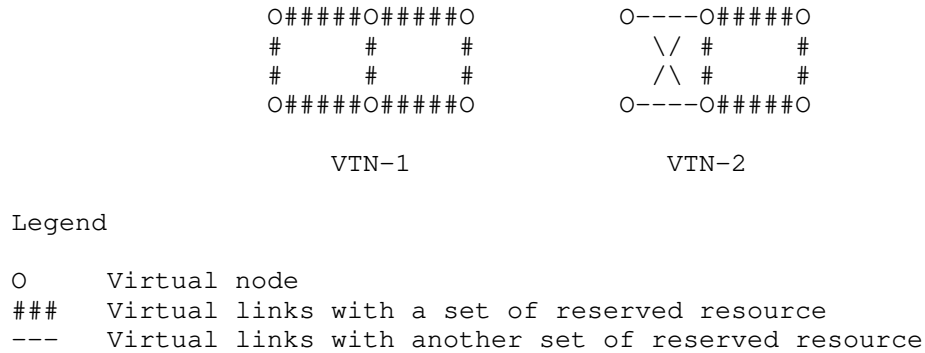 O#####O#####O          O----O#####O
#     #     #            \/ #     #
#     #     #            /\ #     #
O#####O#####O          O----O#####O
VTN-1                VTN-2
Legend
O     Virtual node
###   Virtual links with a set of reserved resource
---   Virtual links with another set of reserved resource